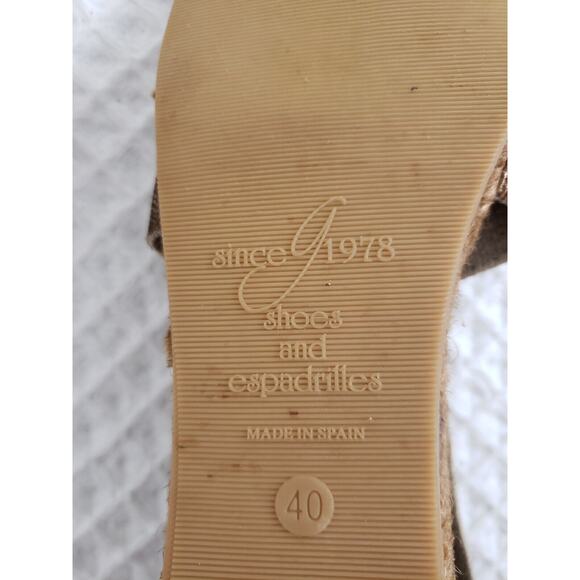 since g 1978
shoes
and
espadrilles
MADE IN SPAIN
40